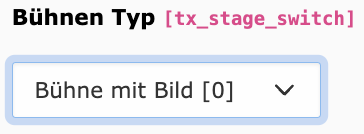 Bühnen Typ [tx_stage_switch]
Bühne mit Bild [0]